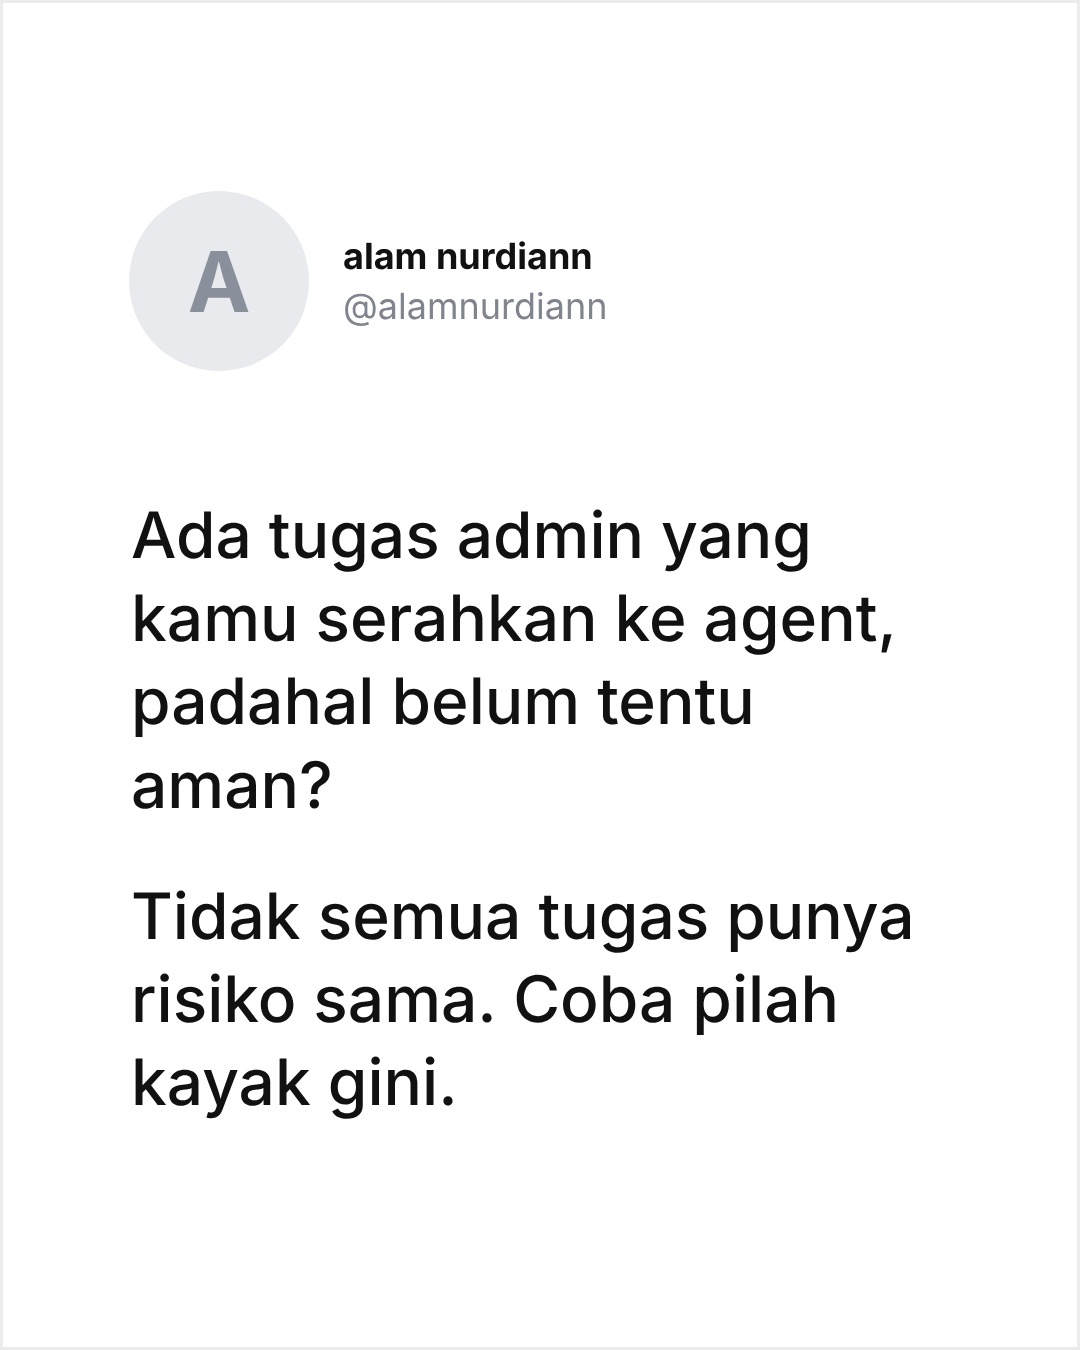 A
alam nurdiann
@alamnurdiann
Ada tugas admin yang
kamu serahkan ke agent,
padahal belum tentu
aman?
Tidak semua tugas punya
risiko sama. Coba pilah
kayak gini.